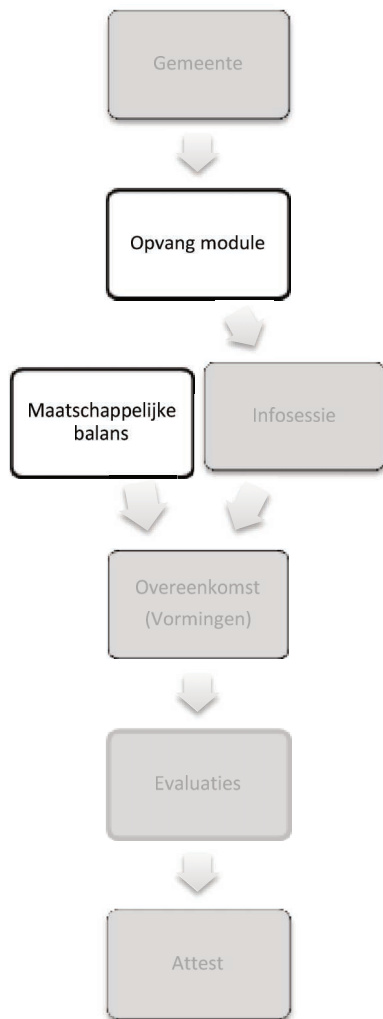 Gemeente
Opvang module
Maatschappelijke
balans
Infosessie
Overeenkomst
(Vormingen)
Evaluaties
Attest